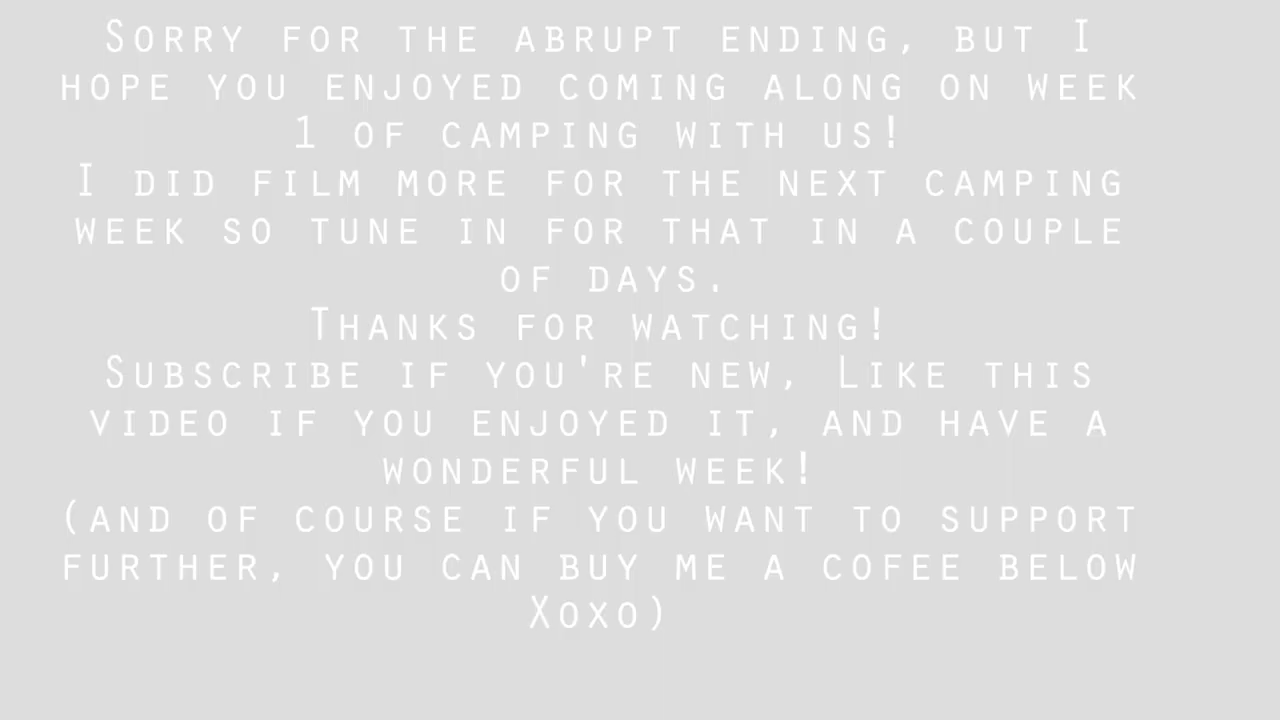 Sorry for the abrupt ending, but I
hope you enjoyed coming along on week
1 of camping with us!
I did film more for the next camping
week so tune in for that in a couple
of days.
Thanks for watching!
Subscribe if you're new, Like this
video if you enjoyed it, and have a
wonderful week!
(and of course if you want to support
further, you can buy me a cofee below
Xoxo)